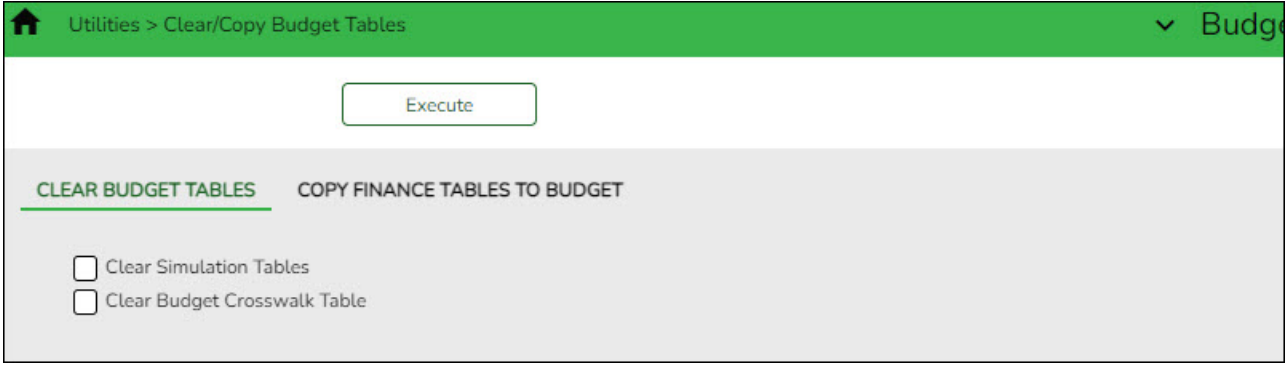 Utilities > Clear/Copy Budget Tables
Execute
CLEAR BUDGET TABLES COPY FINANCE TABLES TO BUDGET
Clear Simulation Tables
Clear Budget Crosswalk Table